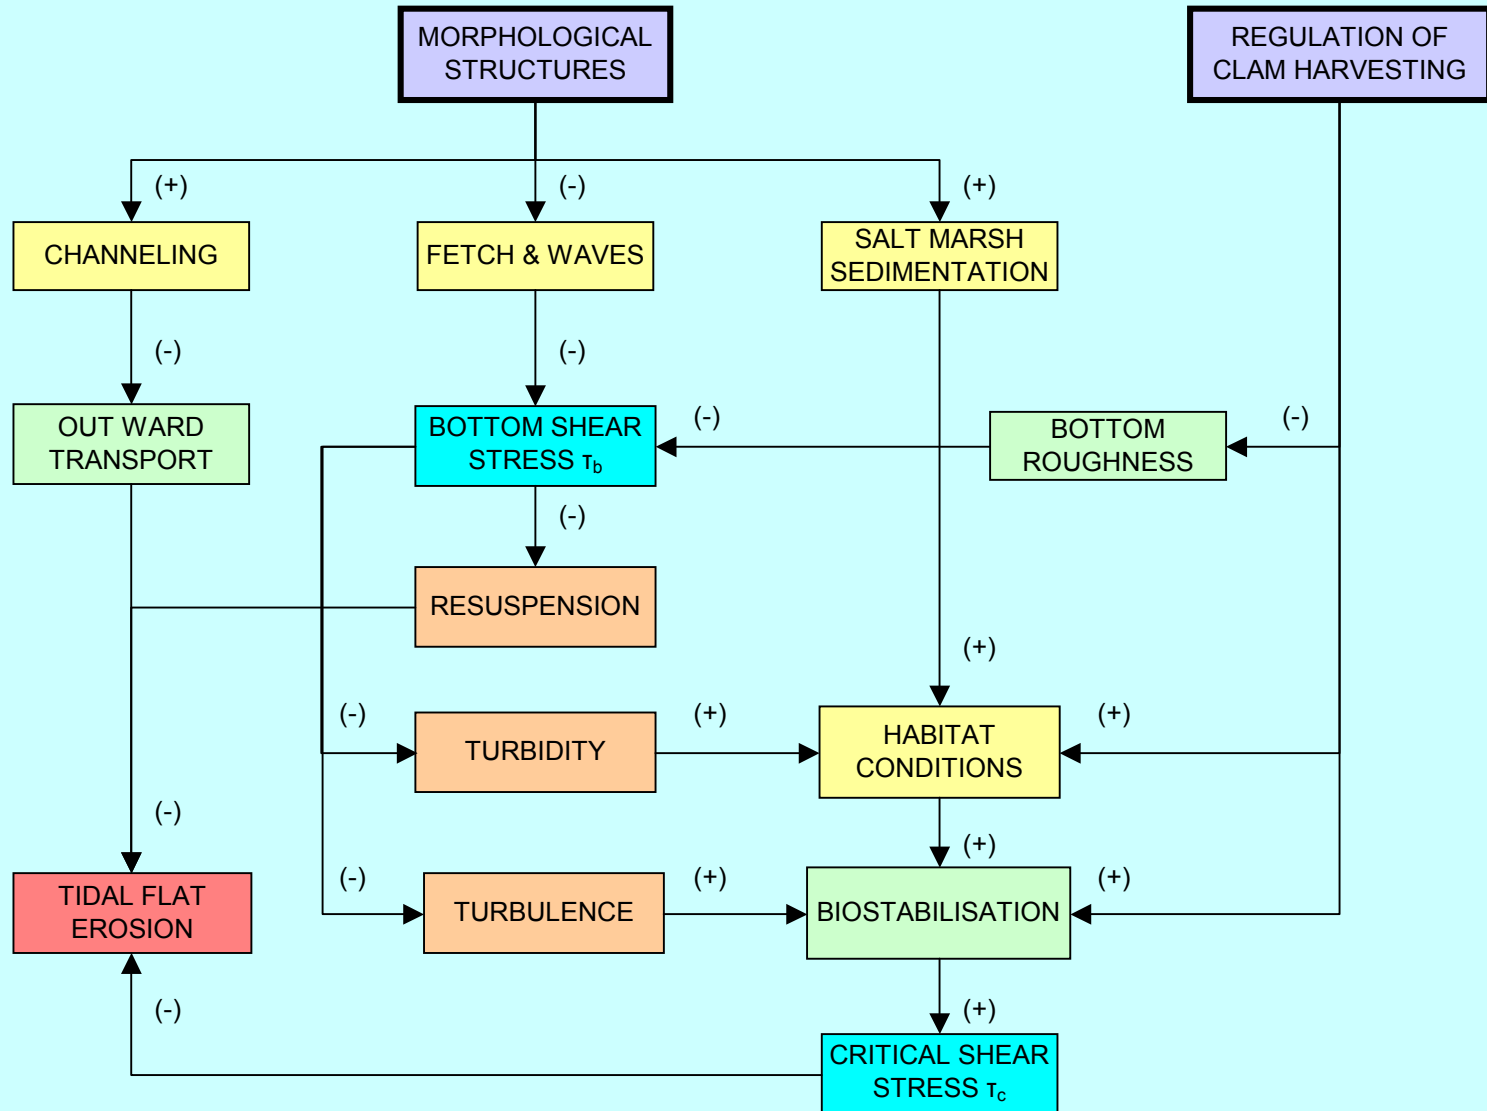 MORPHOLOGICAL
STRUCTURES
REGULATION OF
CLAM HARVESTING
(+)
(-)
(+)
CHANNELING
FETCH & WAVES
SALT MARSH
SEDIMENTATION
(-)
(-)
OUT WARD
TRANSPORT
BOTTOM SHEAR
STRESS τb
(-)
BOTTOM
ROUGHNESS
(-)
(-)
RESUSPENSION
(+)
(-)
TURBIDITY
(+)
HABITAT
CONDITIONS
(+)
(-)
(+)
TIDAL FLAT
EROSION
(-)
TURBULENCE
(+)
BIOSTABILISATION
(+)
(-)
(+)
CRITICAL SHEAR
STRESS τc